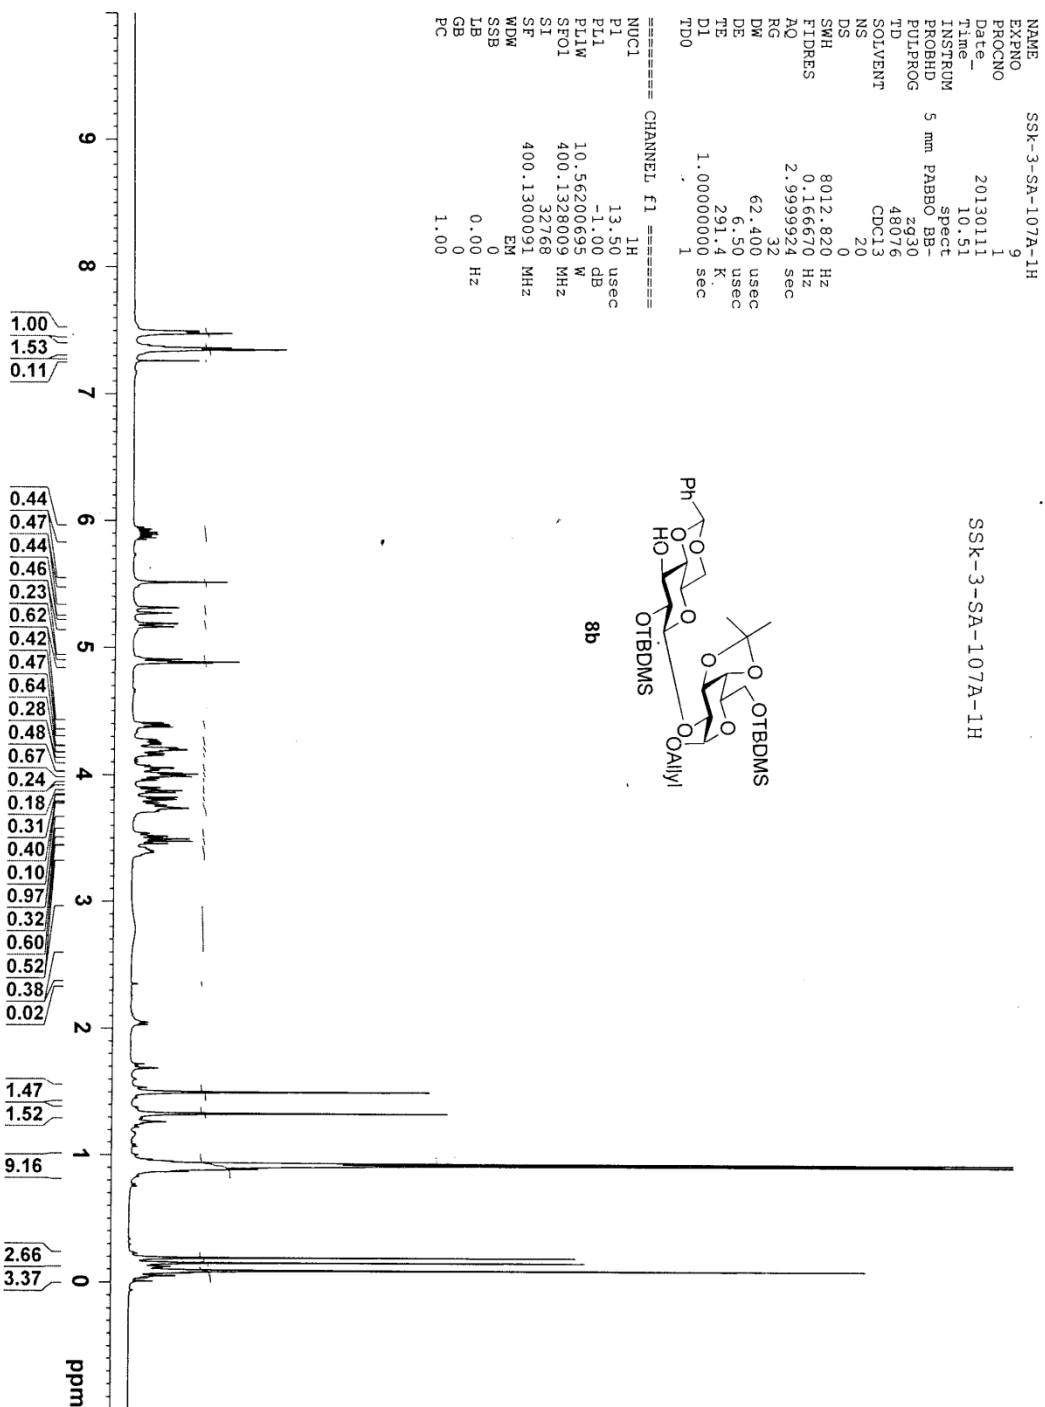 SSk-3-SA-107A-1H
NAME SSk-3-SA-107A-1H
EXPNO 9
PROCNO 1
Date_ 20130111
Time 10.51
INSTRUM spect
PROBHD 5 mm PABBO BB-
PULPROG zg30
TD 48076
SOLVENT CDCl3
NS 20
DS 0
SWH 8012.820 Hz
FIDRES 0.166670 Hz
AQ 2.9999924 sec
RG 32
DW 62.400 usec
DE 6.50 usec
TE 291.4 K
D1 1.00000000 sec
TD0 1
======== CHANNEL f1 ========
NUC1 1H
P1 13.50 usec
PL1 -1.00 dB
PL1W 10.56200695 W
SFO1 400.1328009 MHz
SI 32768
SF 400.1300091 MHz
WDW EM
SSB 0
LB 0.00 Hz
GB 0
PC 1.00
Ph
O
O
HO
O
OTBDMS
O
O
OTBDMS
O
O
OAllyl
8b
9 8 7 6 5 4 3 2 1 0 ppm
1.00
1.53
0.11
0.44
0.47
0.44
0.46
0.23
0.62
0.42
0.47
0.64
0.28
0.48
0.67
0.24
0.18
0.31
0.40
0.10
0.97
0.32
0.60
0.52
0.38
0.02
1.47
1.52
9.16
2.66
3.37